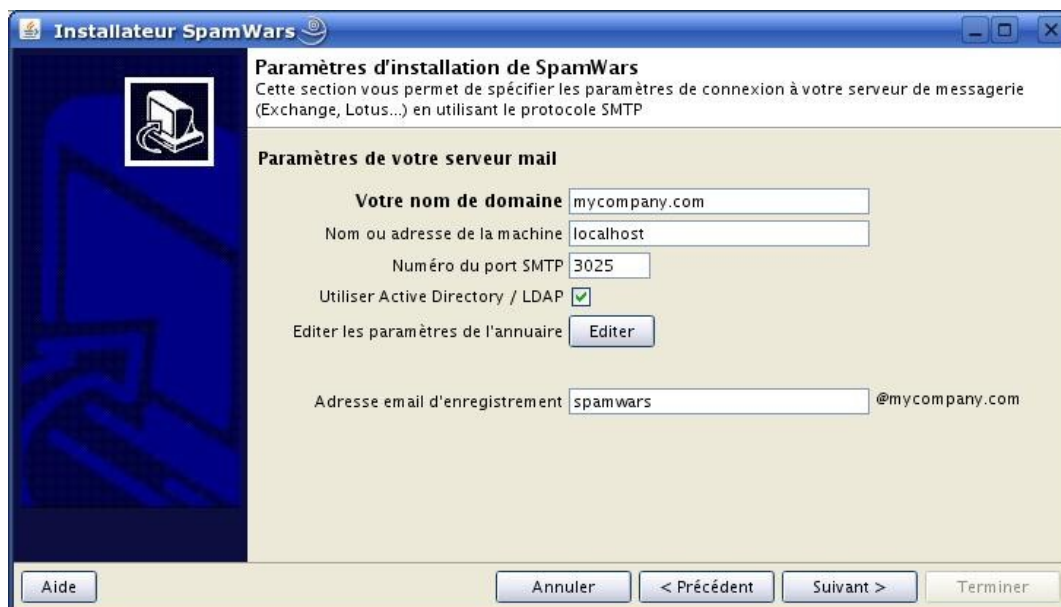 Installateur SpamWars
Paramètres d'installation de SpamWars
Cette section vous permet de spécifier les paramètres de connexion à votre serveur de messagerie
(Exchange, Lotus...) en utilisant le protocole SMTP
Paramètres de votre serveur mail
Votre nom de domaine mycompany.com
Nom ou adresse de la machine localhost
Numéro du port SMTP 3025
Utiliser Active Directory / LDAP
Editer les paramètres de l'annuaire Editer
Adresse email d'enregistrement spamwars @mycompany.com
Aide Annuler < Précédent Suivant > Terminer